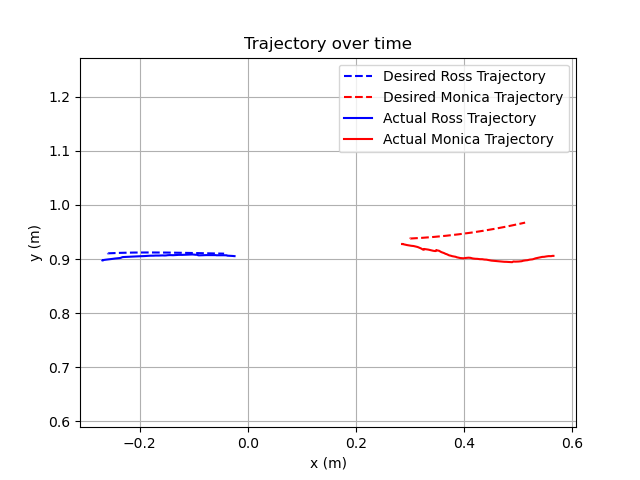 Trajectory over time
Desired Ross Trajectory
Desired Monica Trajectory
Actual Ross Trajectory
Actual Monica Trajectory
y (m)
1.2
1.1
1.0
0.9
0.8
0.7
0.6
−0.2
0.0
0.2
0.4
0.6
x (m)